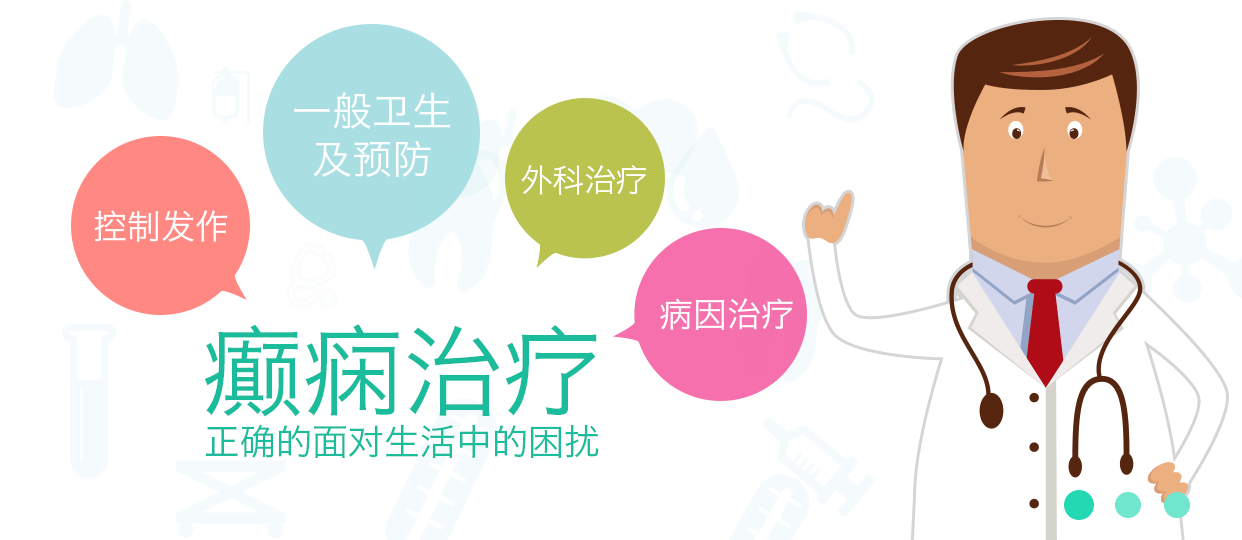 一般卫生
及预防
外科治疗
控制发作
病因治疗
癫痫治疗
正确的面对生活中的困扰